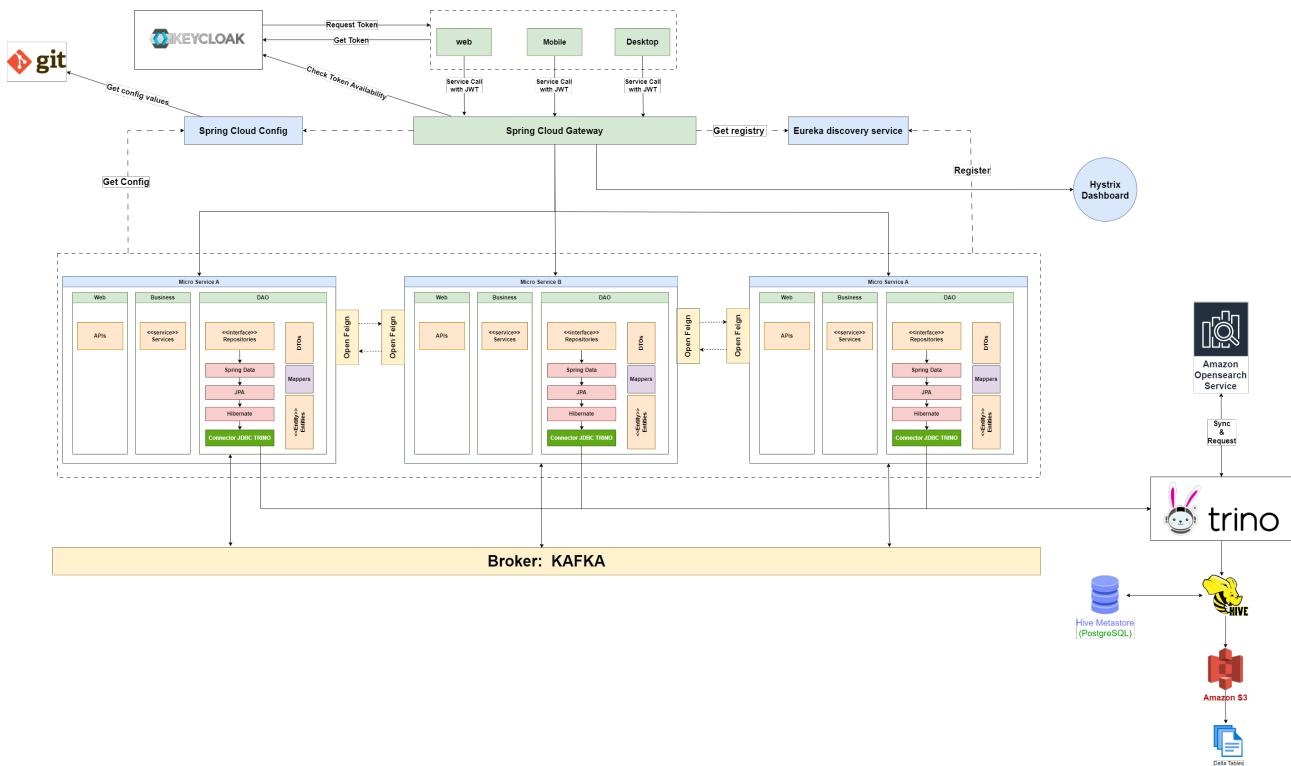 KEYCLOAK
Request Token
Get Token
web
Mobile
Desktop
git
Get config values
Check Token Availability
Service Call
with JWT
Service Call
with JWT
Service Call
with JWT
Spring Cloud Config
Spring Cloud Gateway
Get registry
Eureka discovery service
Get Config
Register
Hystrix
Dashboard
Micro Service A
Web
Business
DAO
APIs
<<service>>
Services
<<interface>>
Repositories
DTOs
Spring Data
Mappers
JPA
Hibernate
<<Entity>>
Entities
Connector JDBC TRINO
Open Feign
Open Feign
Micro Service B
Web
Business
DAO
APIs
<<service>>
Services
<<interface>>
Repositories
DTOs
Spring Data
Mappers
JPA
Hibernate
<<Entity>>
Entities
Connector JDBC TRINO
Open Feign
Open Feign
Micro Service A
Web
Business
DAO
APIs
<<service>>
Services
<<interface>>
Repositories
DTOs
Spring Data
Mappers
JPA
Hibernate
<<Entity>>
Entities
Connector JDBC TRINO
Amazon
Opensearch
Service
Sync
&
Request
trino
Broker: KAFKA
HIVE
Hive Metastore
(PostgreSQL)
Amazon S3
Delta Tables